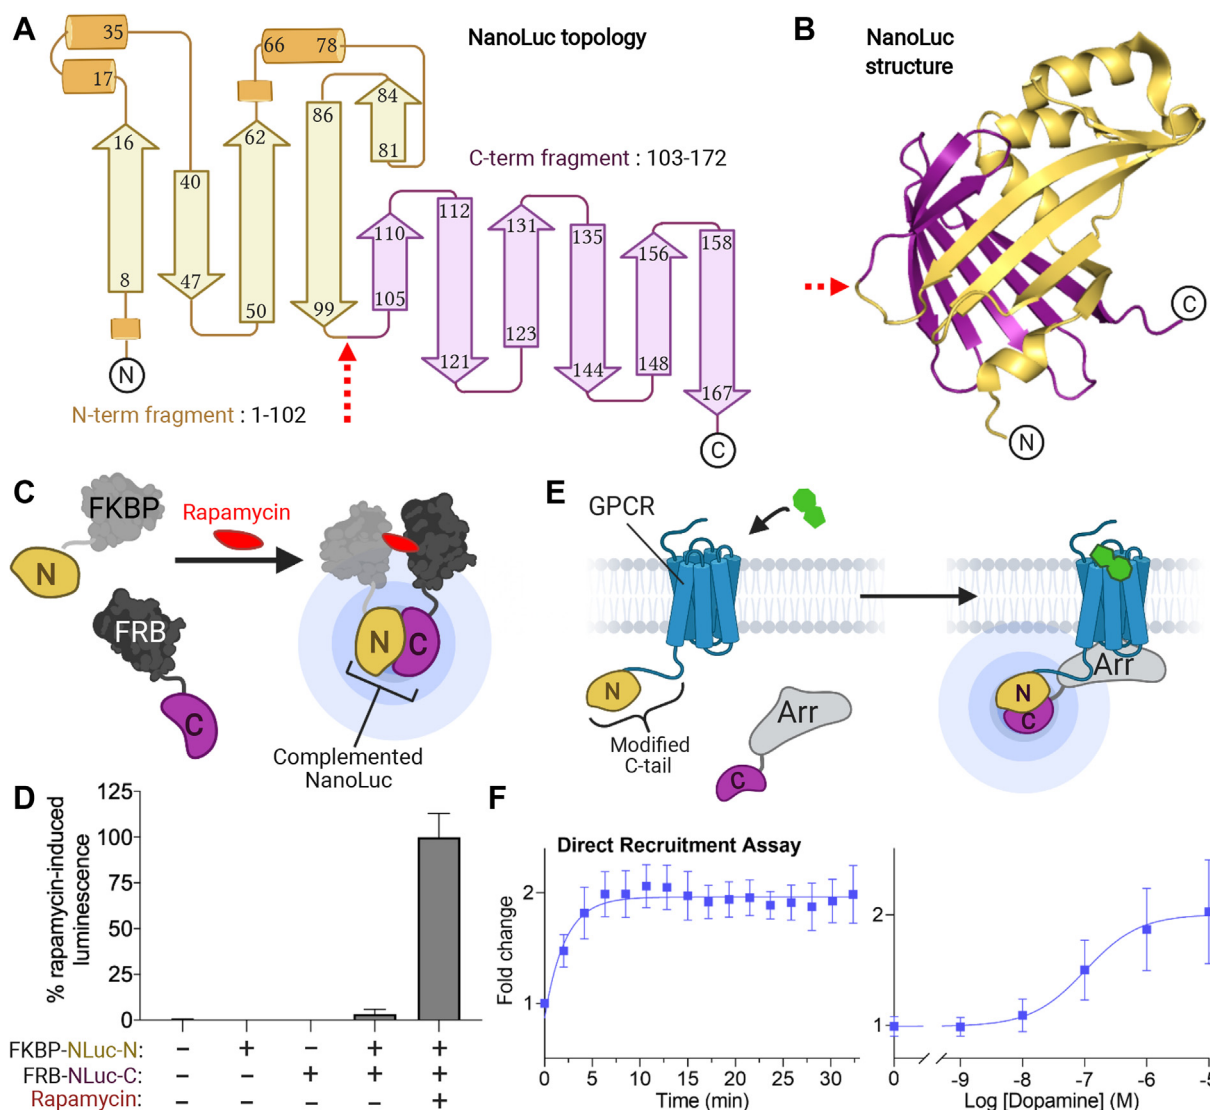 A
NanoLuc topology
35
17
16
8
N
40
47
66
78
62
50
86
99
84
81
C-term fragment : 103-172
110
105
112
121
131
123
135
144
156
148
158
167
C
N-term fragment : 1-102
B
NanoLuc
structure
C
N
C
FKBP
N
Rapamycin
FRB
C
N
C
Complemented
NanoLuc
D
% rapamycin-induced
luminescence
125
100
75
50
25
0
FKBP-NLuc-N: – + – + +
FRB-NLuc-C: – – + + +
Rapamycin: – – – – +
E
GPCR
N
Modified
C-tail
Arr
C
Arr
N
C
F
Direct Recruitment Assay
Fold change
2
1
0 5 10 15 20 25 30
Time (min)
2
1
0 -9 -8 -7 -6 -5
Log [Dopamine] (M)